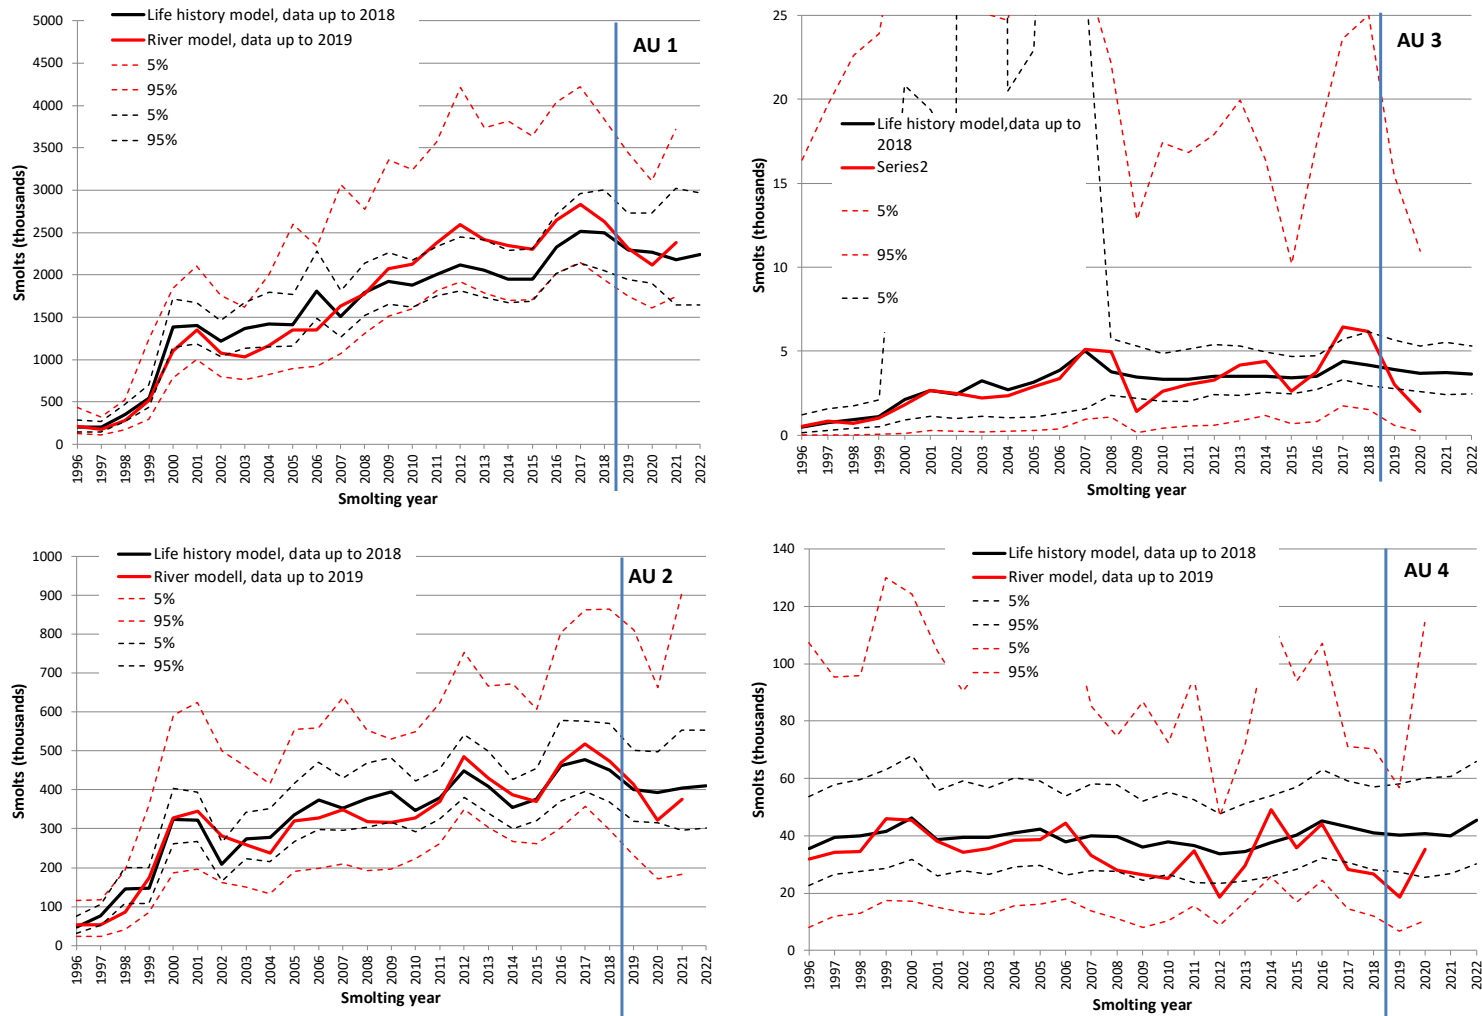 Life history model, data up to 2018
River model, data up to 2019
5%
95%
5%
95%
AU 1
5000
4500
4000
3500
3000
2500
2000
1500
1000
500
0
Smolts (thousands)
1996 1997 1998 1999 2000 2001 2002 2003 2004 2005 2006 2007 2008 2009 2010 2011 2012 2013 2014 2015 2016 2017 2018 2019 2020 2021 2022
Smolting year
AU 3
25
20
15
10
5
0
Life history model,data up to
2018
Series2
5%
95%
5%
Smolts (thousands)
1996 1997 1998 1999 2000 2001 2002 2003 2004 2005 2006 2007 2008 2009 2010 2011 2012 2013 2014 2015 2016 2017 2018 2019 2020 2021 2022
Smolting year
Life history model, data up to 2018
River modell, data up to 2019
5%
95%
5%
95%
AU 2
1000
900
800
700
600
500
400
300
200
100
0
Smolts (thousands)
1996 1997 1998 1999 2000 2001 2002 2003 2004 2005 2006 2007 2008 2009 2010 2011 2012 2013 2014 2015 2016 2017 2018 2019 2020 2021 2022
Smolting year
Life history model, data up to 2018
River model, data up to 2019
5%
95%
5%
95%
AU 4
140
120
100
80
60
40
20
0
Smolts (thousands)
1996 1997 1998 1999 2000 2001 2002 2003 2004 2005 2006 2007 2008 2009 2010 2011 2012 2013 2014 2015 2016 2017 2018 2019 2020 2021 2022
Smolting year